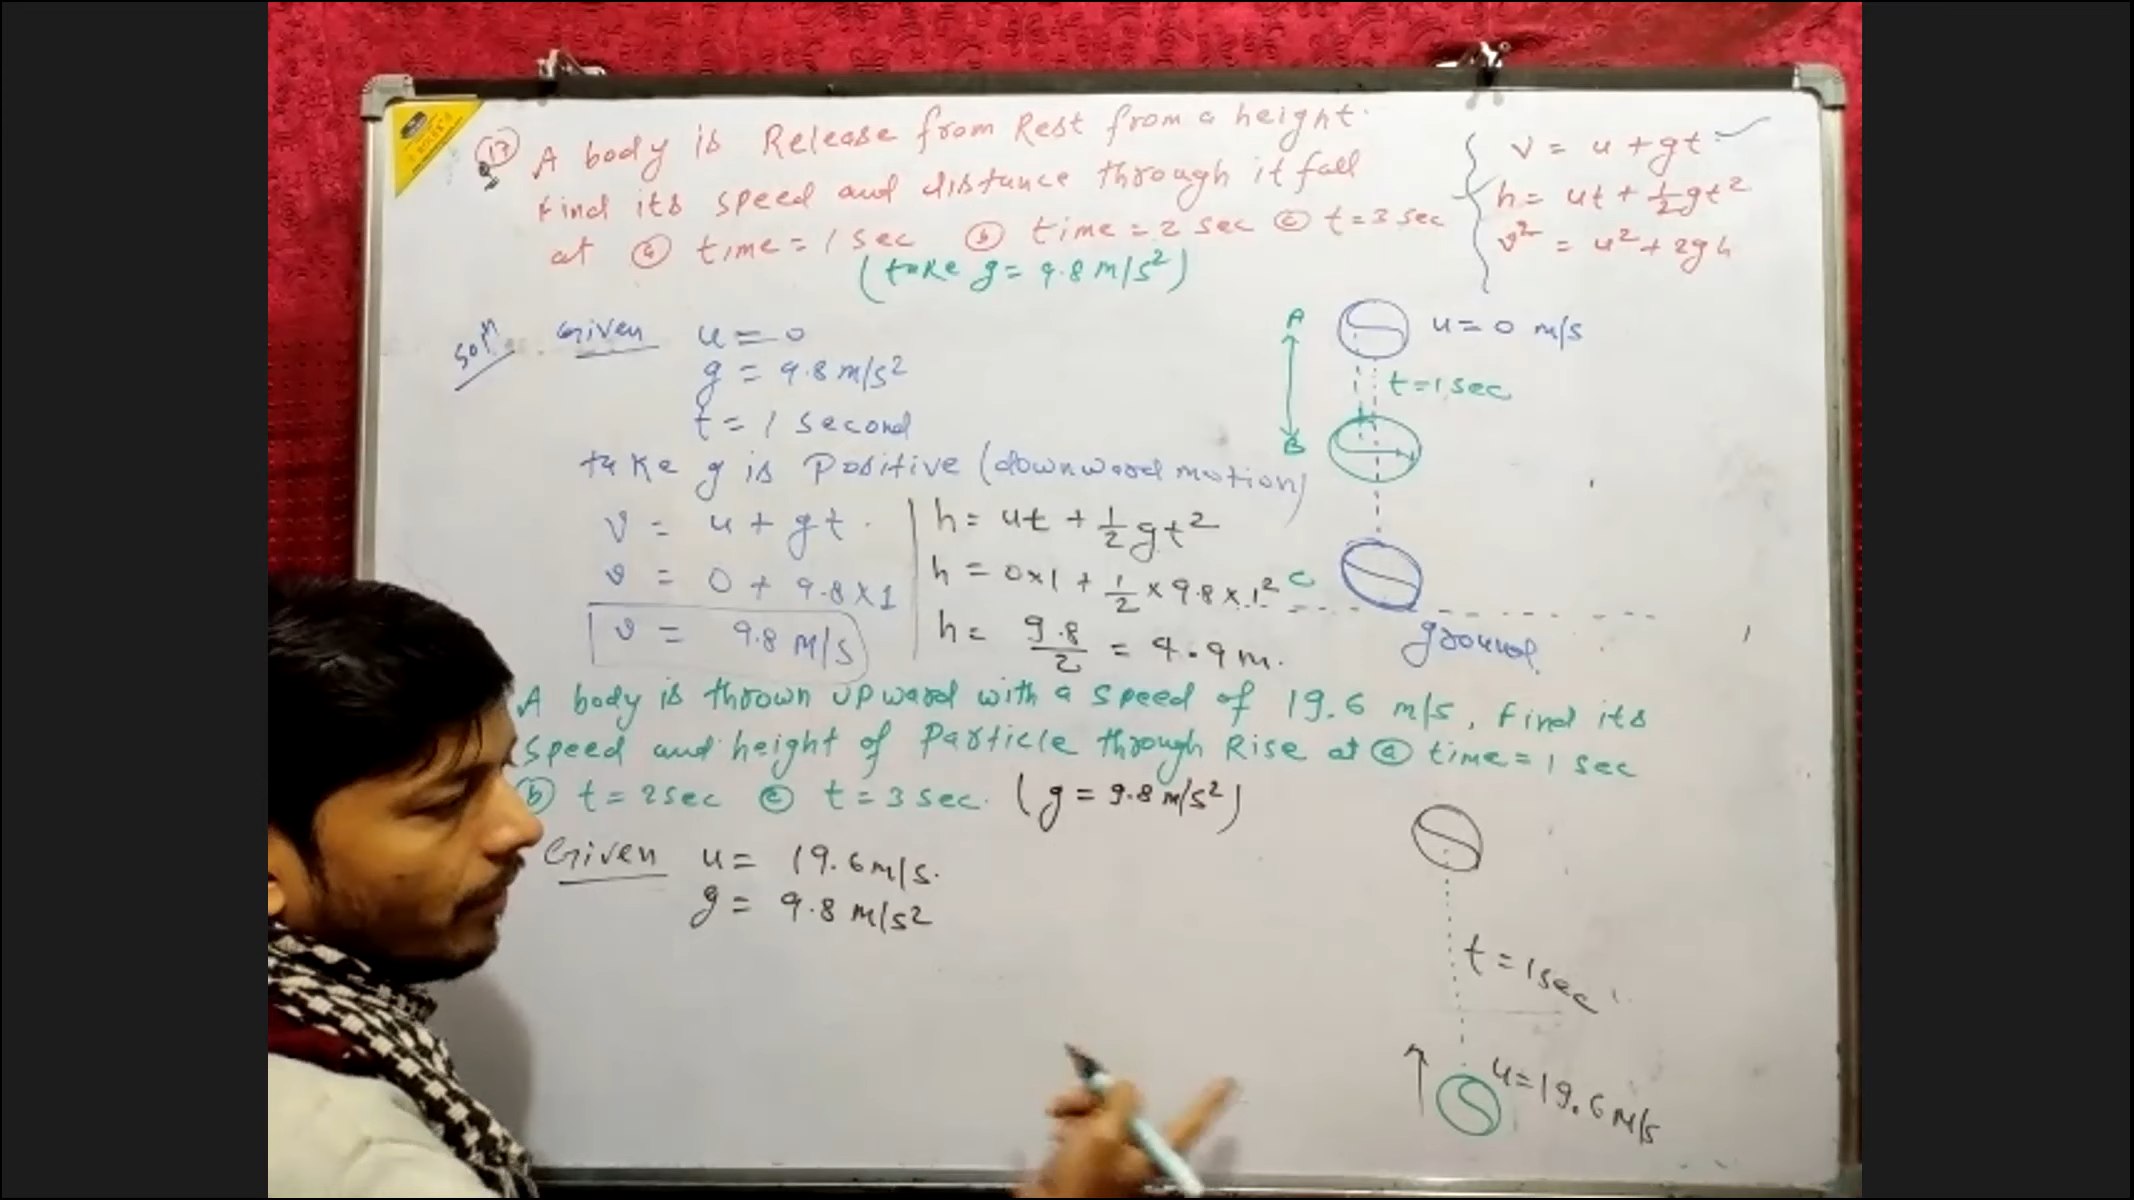 17 A body is Release from Rest from a height.
Find its speed and distance through it fall
at (a) time = 1 sec (b) time = 2 sec (c) t = 3 sec
(take g = 9.8 m/s²)
v = u + gt
h = ut + 1/2 gt²
v² = u² + 2gh
Solⁿ Given u = 0
g = 9.8 m/s²
t = 1 second
take g is Positive (downward motion)
v = u + gt.
v = 0 + 9.8 x 1
v = 9.8 m/s
h = ut + 1/2 gt²
h = 0x1 + 1/2 x 9.8 x 1²
h = 9.8/2 = 4.9 m.
A
u = 0 m/s
t = 1 sec
B
C
ground
A body is thrown upward with a speed of 19.6 m/s, Find its
speed and height of Particle through Rise at (a) time = 1 sec
(b) t = 2 sec (c) t = 3 sec. (g = 9.8 m/s²)
Given u = 19.6 m/s.
g = 9.8 m/s²
t = 1 sec
u = 19.6 m/s